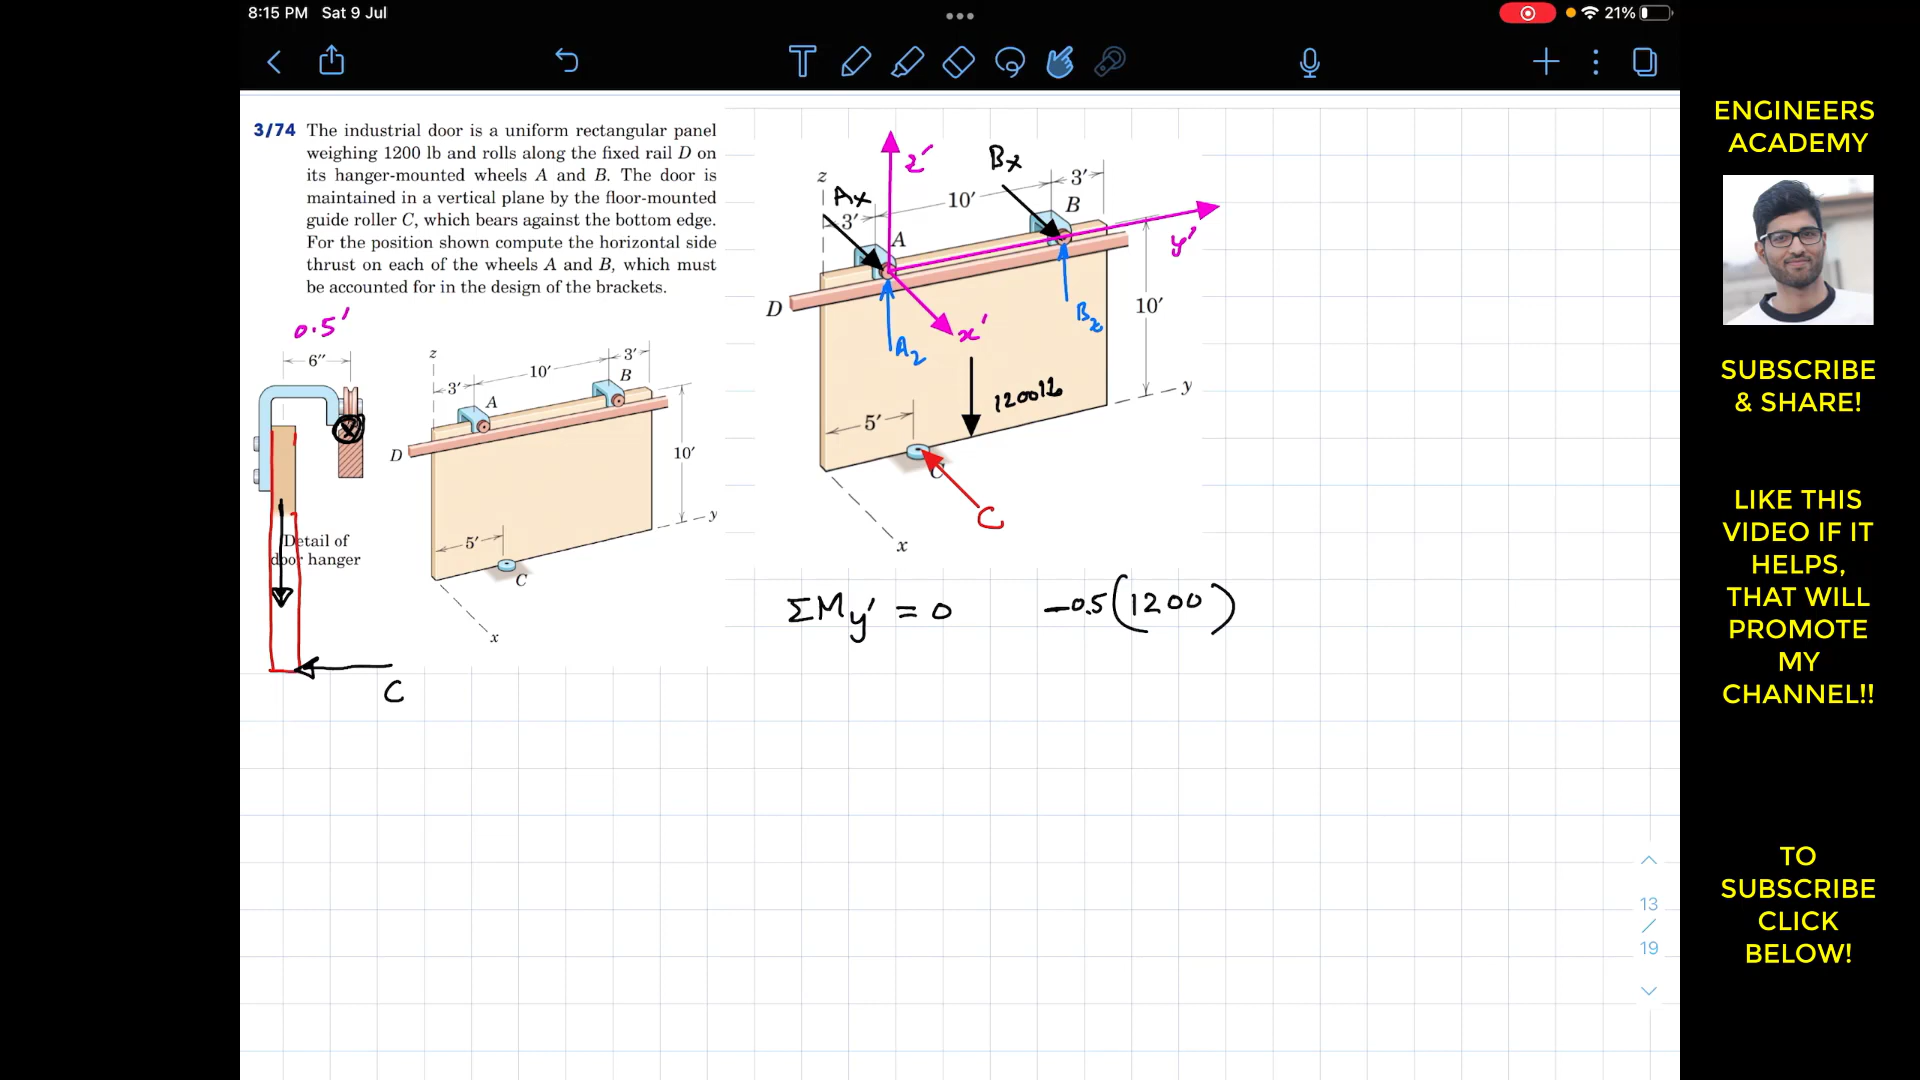 8:15 PM Sat 9 Jul
21%
3/74 The industrial door is a uniform rectangular panel
weighing 1200 lb and rolls along the fixed rail D on
its hanger-mounted wheels A and B. The door is
maintained in a vertical plane by the floor-mounted
guide roller C, which bears against the bottom edge.
For the position shown compute the horizontal side
thrust on each of the wheels A and B, which must
be accounted for in the design of the brackets.
0.5'
6″
Detail of
door hanger
C
z
3′
10′
3′
A
B
D
10′
5′
C
y
x
z'
Bx
z
Ax
3′
10′
3′
A
B
y'
D
x'
Az
Bz
10′
1200lb
5′
C
C
y
x
ΣMy' = 0 -0.5(1200)
13
/
19
ENGINEERS
ACADEMY
SUBSCRIBE
& SHARE!
LIKE THIS
VIDEO IF IT
HELPS,
THAT WILL
PROMOTE
MY
CHANNEL!!
TO
SUBSCRIBE
CLICK
BELOW!